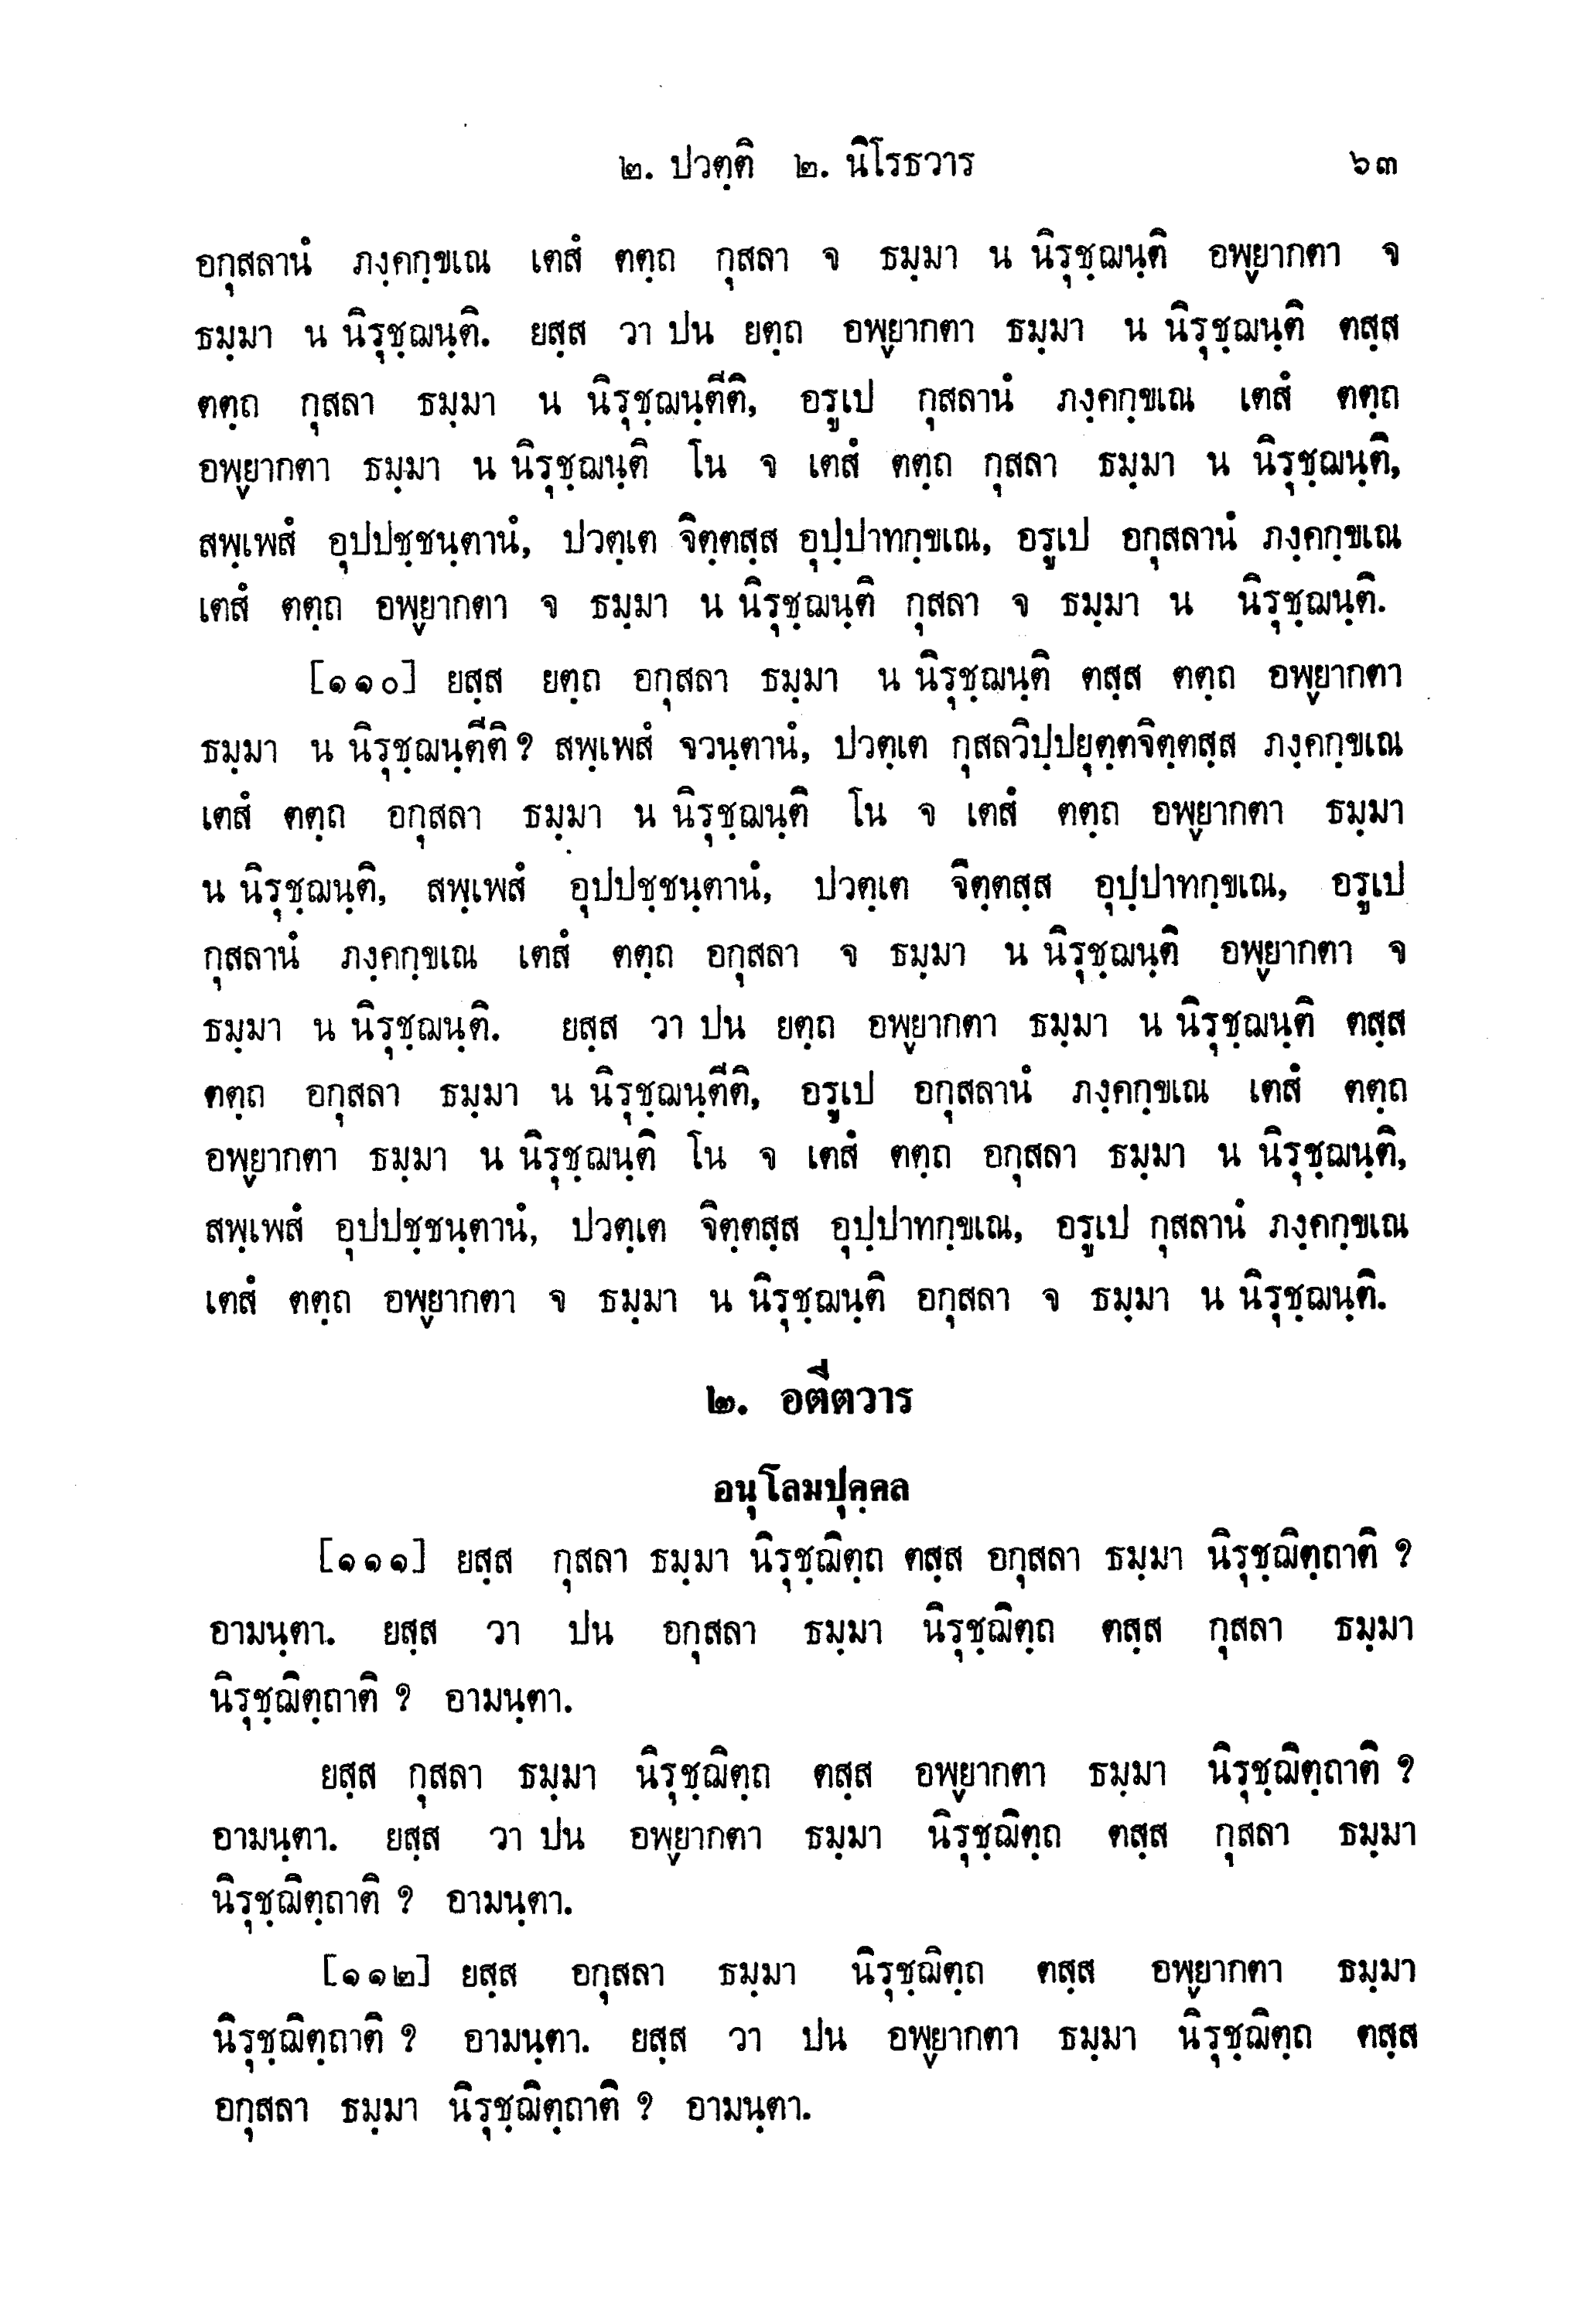 ๒. ปวตฺติ ๒. นิโรธวาร ๖๓
อกุสลานํ ภงฺคกฺขเณ เตสํ ตตฺถ กุสลา จ ธมฺมา น นิรุชฺฌนฺติ อพฺยากตา จ
ธมฺมา น นิรุชฺฌนฺติ. ยสฺส วา ปน ยตฺถ อพฺยากตา ธมฺมา น นิรุชฺฌนฺติ ตสฺส
ตตฺถ กุสลา ธมฺมา น นิรุชฺฌนฺตีติ, อรูเป กุสลานํ ภงฺคกฺขเณ เตสํ ตตฺถ
อพฺยากตา ธมฺมา น นิรุชฺฌนฺติ โน จ เตสํ ตตฺถ กุสลา ธมฺมา น นิรุชฺฌนฺติ,
สพฺเพสํ อุปปชฺชนฺตานํ, ปวตฺเต จิตฺตสฺส อุปฺปาทกฺขเณ, อรูเป อกุสลานํ ภงฺคกฺขเณ
เตสํ ตตฺถ อพฺยากตา จ ธมฺมา น นิรุชฺฌนฺติ กุสลา จ ธมฺมา น นิรุชฺฌนฺติ.
[๑๑๐] ยสฺส ยตฺถ อกุสลา ธมฺมา น นิรุชฺฌนฺติ ตสฺส ตตฺถ อพฺยากตา
ธมฺมา น นิรุชฺฌนฺตีติ ? สพฺเพสํ จวนฺตานํ, ปวตฺเต กุสลวิปฺปยุตฺตจิตฺตสฺส ภงฺคกฺขเณ
เตสํ ตตฺถ อกุสลา ธมฺมา น นิรุชฺฌนฺติ โน จ เตสํ ตตฺถ อพฺยากตา ธมฺมา
น นิรุชฺฌนฺติ, สพฺเพสํ อุปปชฺชนฺตานํ, ปวตฺเต จิตฺตสฺส อุปฺปาทกฺขเณ, อรูเป
กุสลานํ ภงฺคกฺขเณ เตสํ ตตฺถ อกุสลา จ ธมฺมา น นิรุชฺฌนฺติ อพฺยากตา จ
ธมฺมา น นิรุชฺฌนฺติ. ยสฺส วา ปน ยตฺถ อพฺยากตา ธมฺมา น นิรุชฺฌนฺติ ตสฺส
ตตฺถ อกุสลา ธมฺมา น นิรุชฺฌนฺตีติ, อรูเป อกุสลานํ ภงฺคกฺขเณ เตสํ ตตฺถ
อพฺยากตา ธมฺมา น นิรุชฺฌนฺติ โน จ เตสํ ตตฺถ อกุสลา ธมฺมา น นิรุชฺฌนฺติ,
สพฺเพสํ อุปปชฺชนฺตานํ, ปวตฺเต จิตฺตสฺส อุปฺปาทกฺขเณ, อรูเป กุสลานํ ภงฺคกฺขเณ
เตสํ ตตฺถ อพฺยากตา จ ธมฺมา น นิรุชฺฌนฺติ อกุสลา จ ธมฺมา น นิรุชฺฌนฺติ.
๒. อตีตวาร
อนุโลมปุคฺคล
[๑๑๑] ยสฺส กุสลา ธมฺมา นิรุชฺฌิตฺถ ตสฺส อกุสลา ธมฺมา นิรุชฺฌิตฺถาติ ?
อามนฺตา. ยสฺส วา ปน อกุสลา ธมฺมา นิรุชฺฌิตฺถ ตสฺส กุสลา ธมฺมา
นิรุชฺฌิตฺถาติ ? อามนฺตา.
ยสฺส กุสลา ธมฺมา นิรุชฺฌิตฺถ ตสฺส อพฺยากตา ธมฺมา นิรุชฺฌิตฺถาติ ?
อามนฺตา. ยสฺส วา ปน อพฺยากตา ธมฺมา นิรุชฺฌิตฺถ ตสฺส กุสลา ธมฺมา
นิรุชฺฌิตฺถาติ ? อามนฺตา.
[๑๑๒] ยสฺส อกุสลา ธมฺมา นิรุชฺฌิตฺถ ตสฺส อพฺยากตา ธมฺมา
นิรุชฺฌิตฺถาติ ? อามนฺตา. ยสฺส วา ปน อพฺยากตา ธมฺมา นิรุชฺฌิตฺถ ตสฺส
อกุสลา ธมฺมา นิรุชฺฌิตฺถาติ ? อามนฺตา.